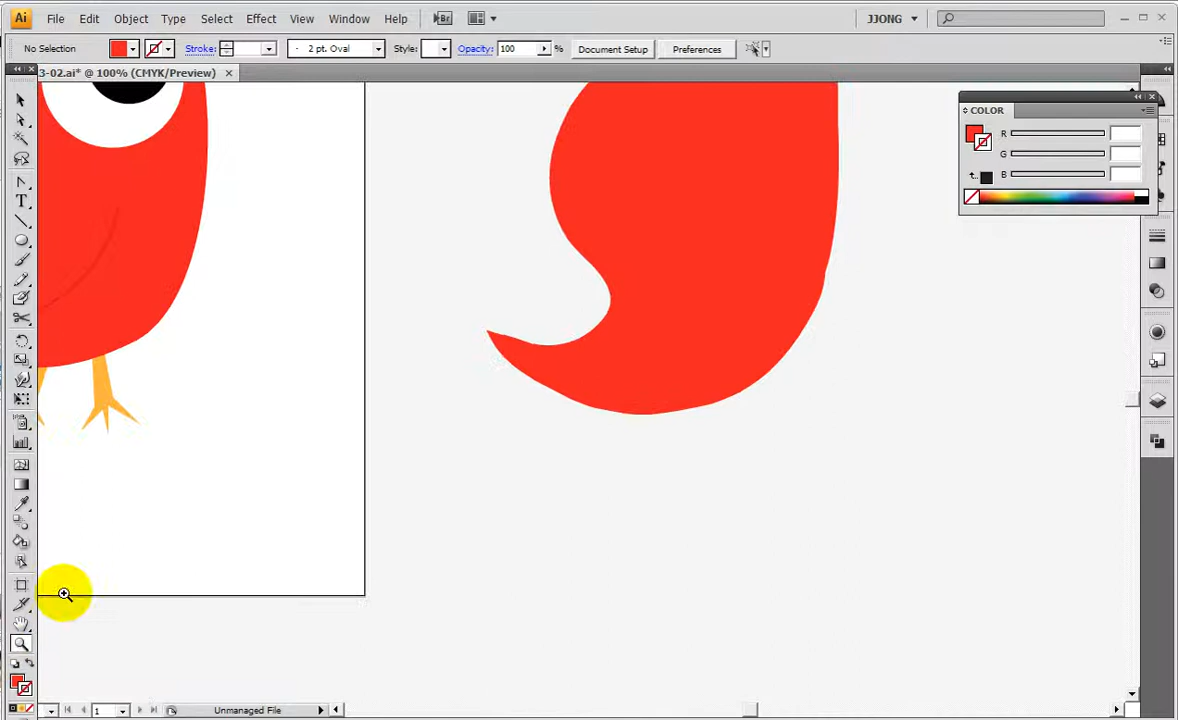 Ai File Edit Object Type Select Effect View Window Help Br JJONG
No Selection Stroke: 2 pt. Oval Style: Opacity: 100 % Document Setup Preferences
3-02.ai* @ 100% (CMYK/Preview)
COLOR
R
G
B
T
1 Unmanaged File